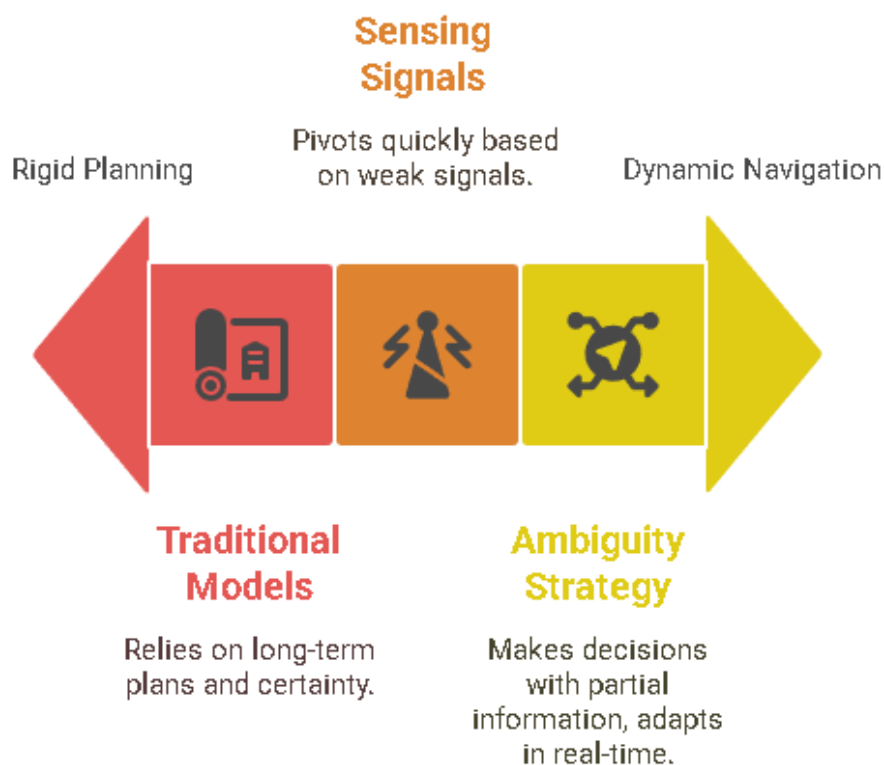 Sensing
Signals
Pivots quickly based
on weak signals.
Rigid Planning
Dynamic Navigation
Traditional
Models
Relies on long-term
plans and certainty.
Ambiguity
Strategy
Makes decisions
with partial
information, adapts
in real-time.